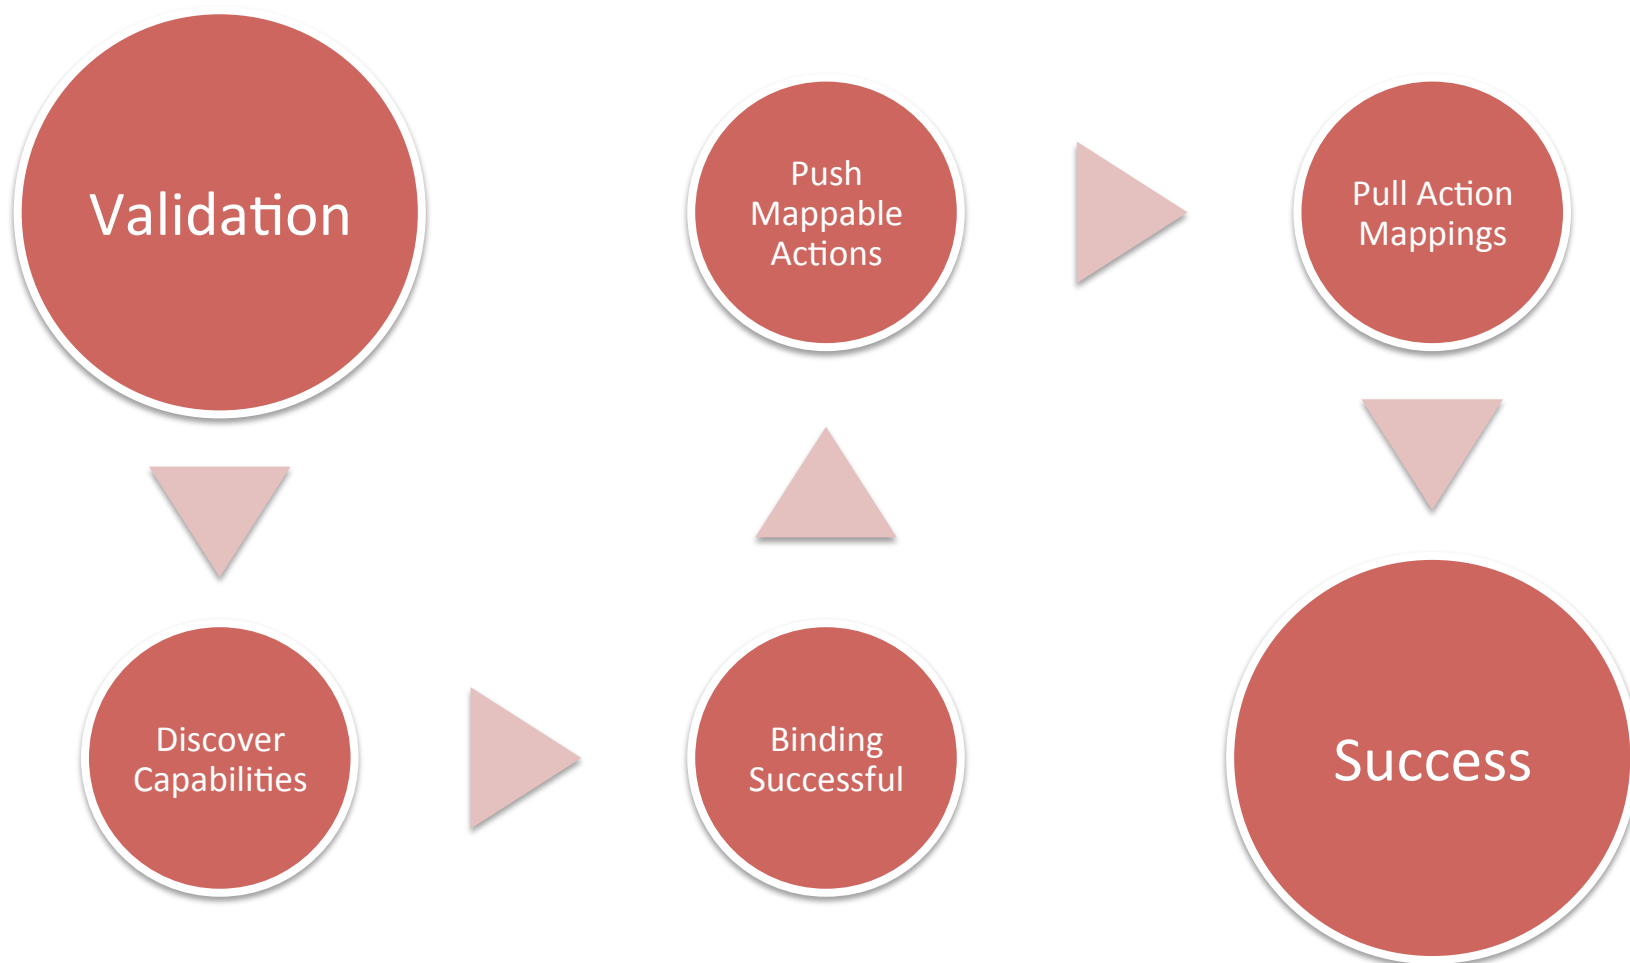 Validation
Discover
Capabilities
Binding
Successful
Push
Mappable
Actions
Pull Action
Mappings
Success